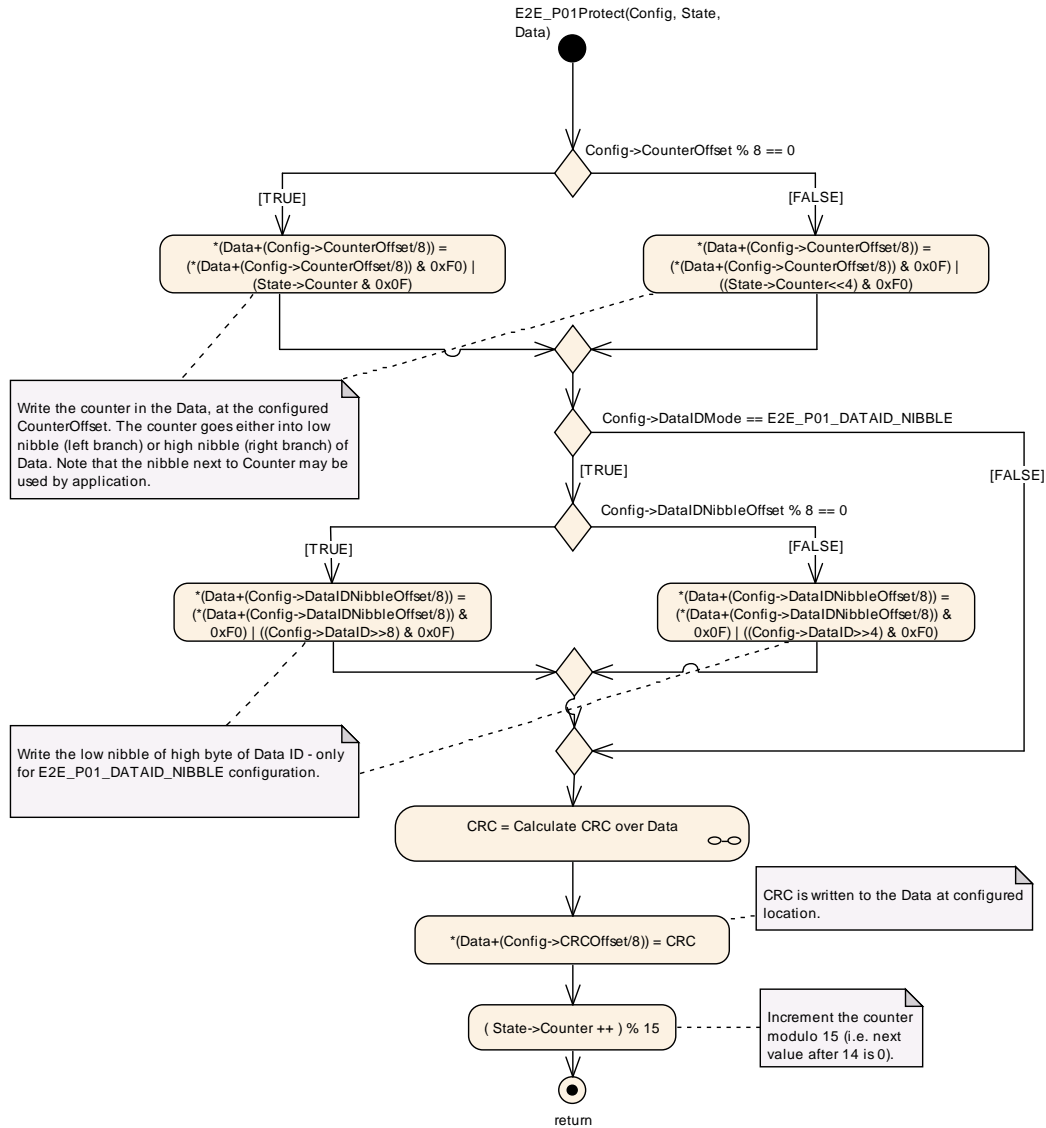 E2E_P01Protect(Config, State,
Data)
Config->CounterOffset % 8 == 0
[TRUE]
[FALSE]
*(Data+(Config->CounterOffset/8)) =
(*(Data+(Config->CounterOffset/8)) & 0xF0) |
(State->Counter & 0x0F)
*(Data+(Config->CounterOffset/8)) =
(*(Data+(Config->CounterOffset/8)) & 0x0F) |
((State->Counter<<4) & 0xF0)
Write the counter in the Data, at the configured
CounterOffset. The counter goes either into low
nibble (left branch) or high nibble (right branch) of
Data. Note that the nibble next to Counter may be
used by application.
Config->DataIDMode == E2E_P01_DATAID_NIBBLE
[TRUE]
[FALSE]
Config->DataIDNibbleOffset % 8 == 0
[TRUE]
[FALSE]
*(Data+(Config->DataIDNibbleOffset/8)) =
(*(Data+(Config->DataIDNibbleOffset/8)) &
0xF0) | ((Config->DataID>>8) & 0x0F)
*(Data+(Config->DataIDNibbleOffset/8)) =
(*(Data+(Config->DataIDNibbleOffset/8)) &
0x0F) | ((Config->DataID>>4) & 0xF0)
Write the low nibble of high byte of Data ID - only
for E2E_P01_DATAID_NIBBLE configuration.
CRC = Calculate CRC over Data
CRC is written to the Data at configured
location.
*(Data+(Config->CRCOffset/8)) = CRC
( State->Counter ++ ) % 15
Increment the counter
modulo 15 (i.e. next
value after 14 is 0).
return